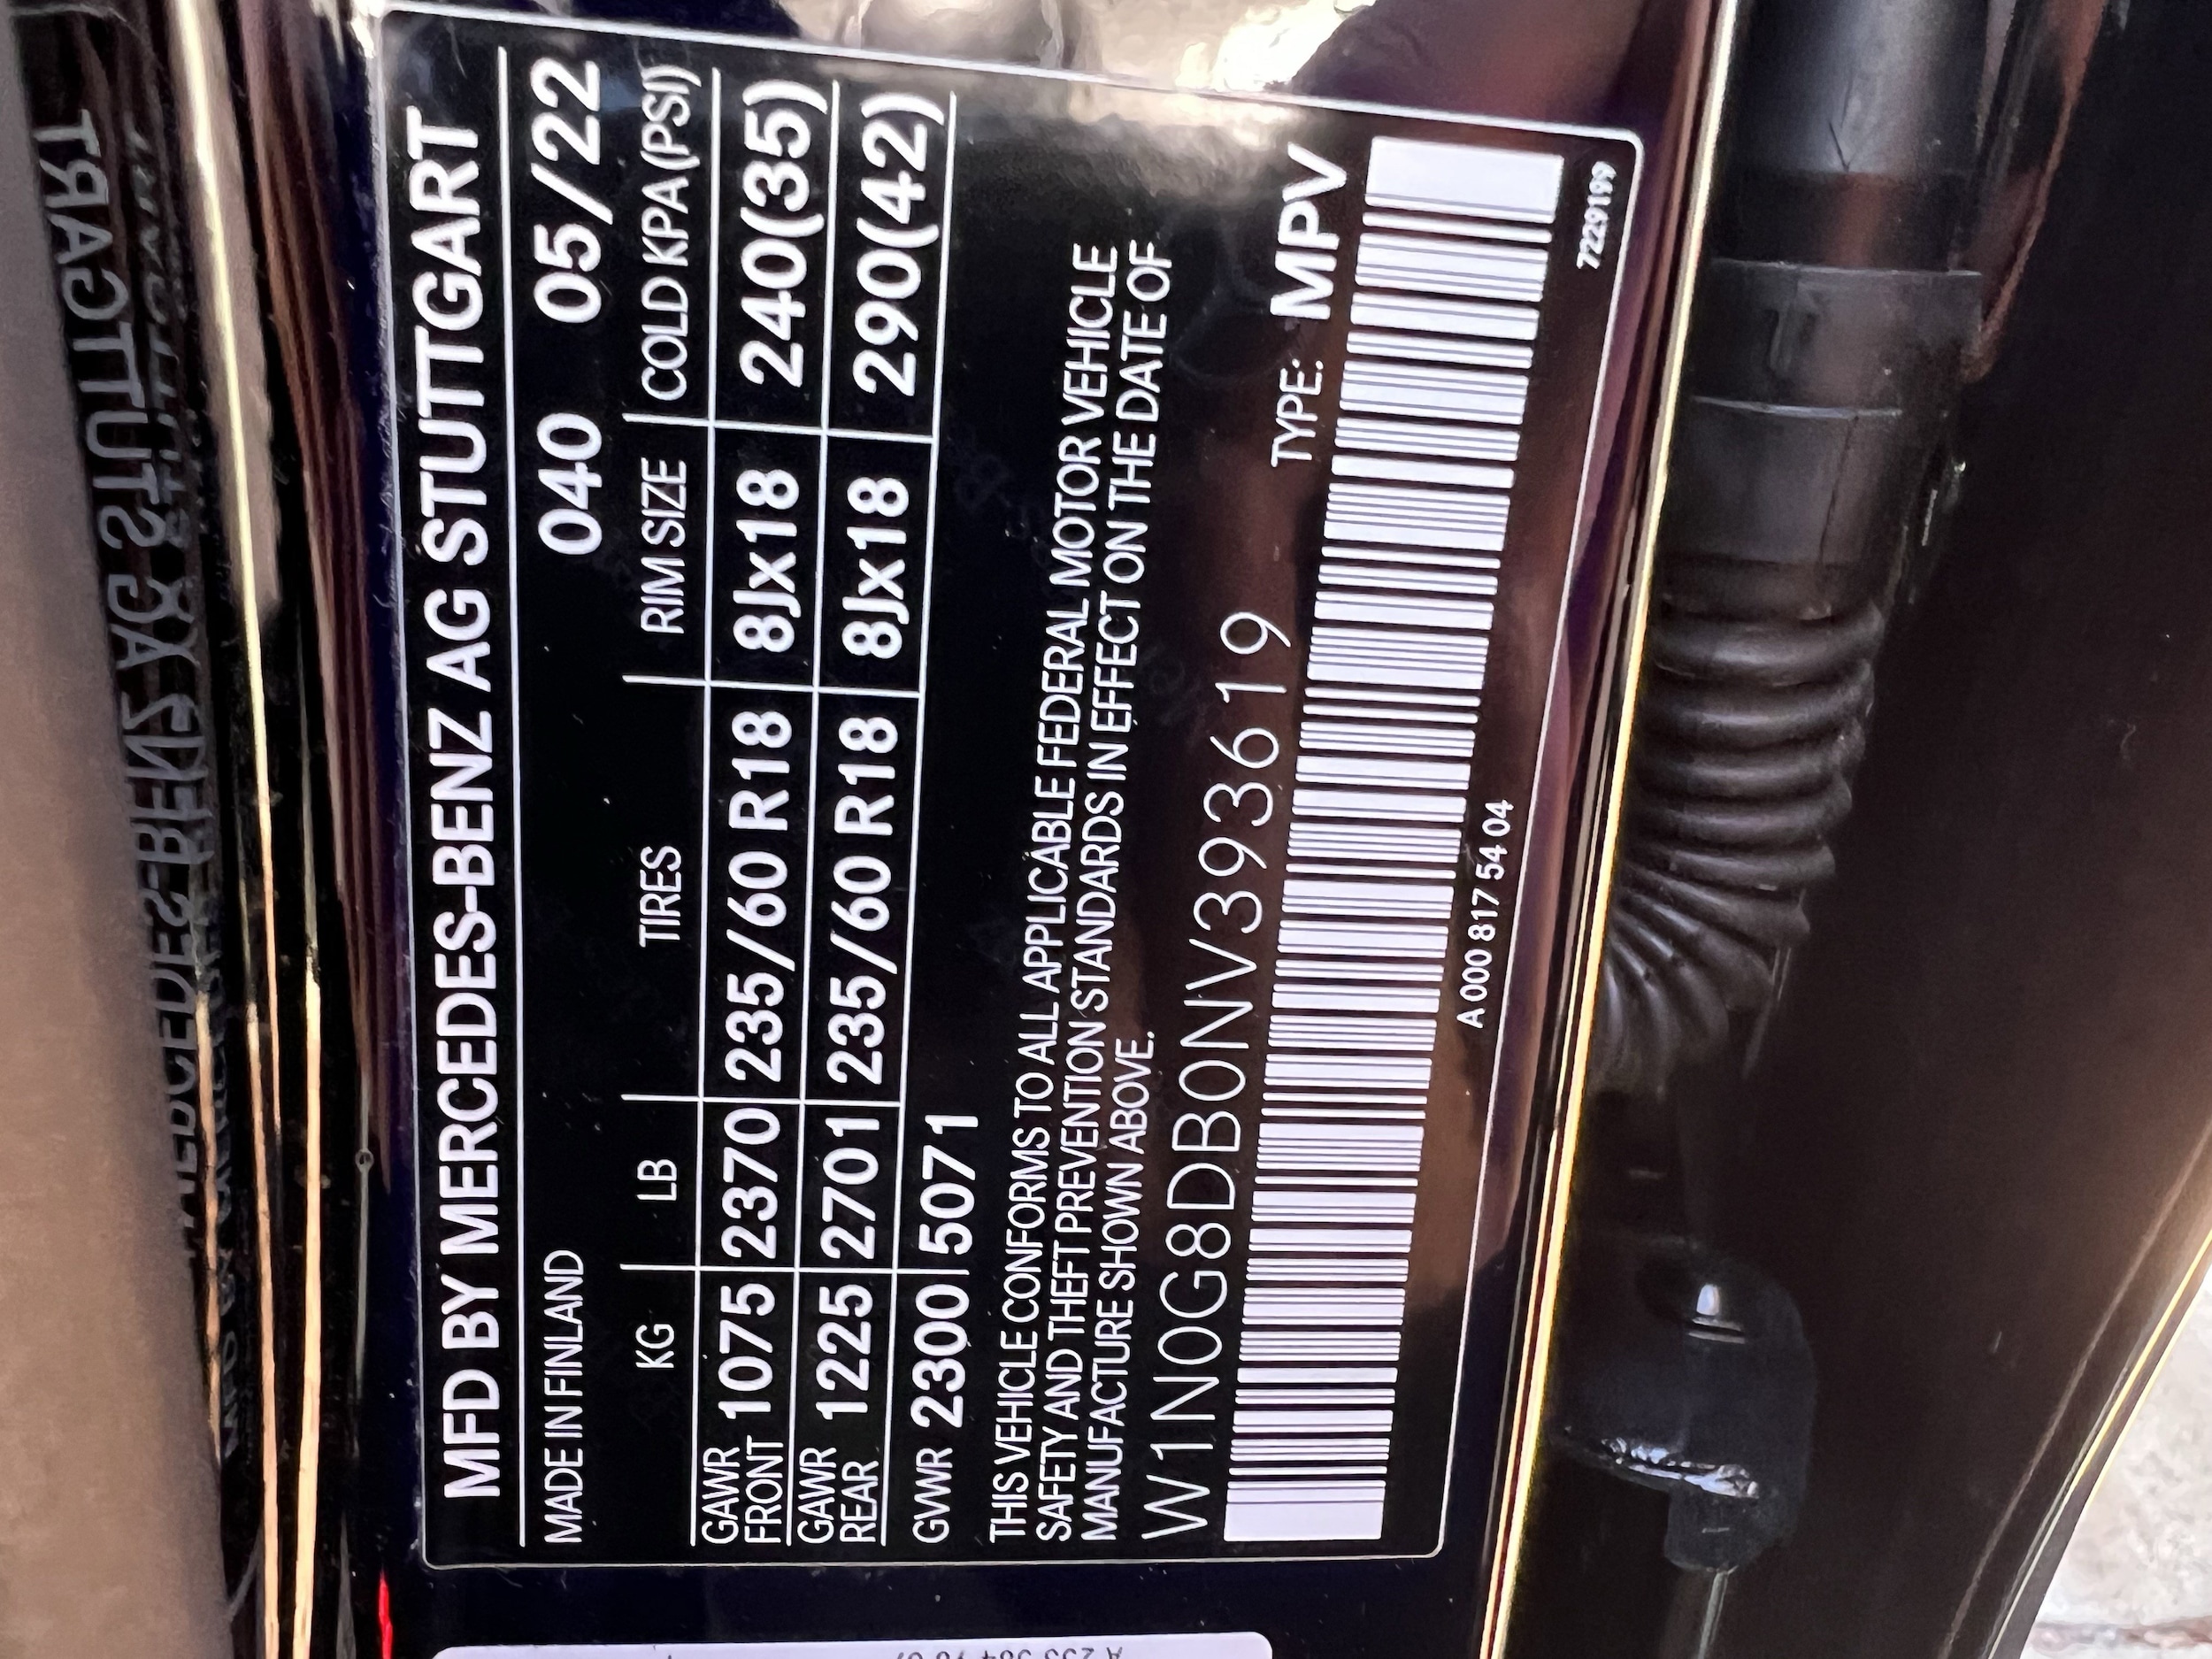 MFD BY MERCEDES-BENZ AG STUTTGART
MADE IN FINLAND 040 05/22
KG LB TIRES RIM SIZE COLD KPA(PSI)
GAWR FRONT 1075 2370 235/60 R18 8Jx18 240(35)
GAWR REAR 1225 2701 235/60 R18 8Jx18 290(42)
GVWR 2300 5071
THIS VEHICLE CONFORMS TO ALL APPLICABLE FEDERAL MOTOR VEHICLE
SAFETY AND THEFT PREVENTION STANDARDS IN EFFECT ON THE DATE OF
MANUFACTURE SHOWN ABOVE.
W1N0G8DB0NV393619 TYPE: MPV
A 000 817 54 04
7229199